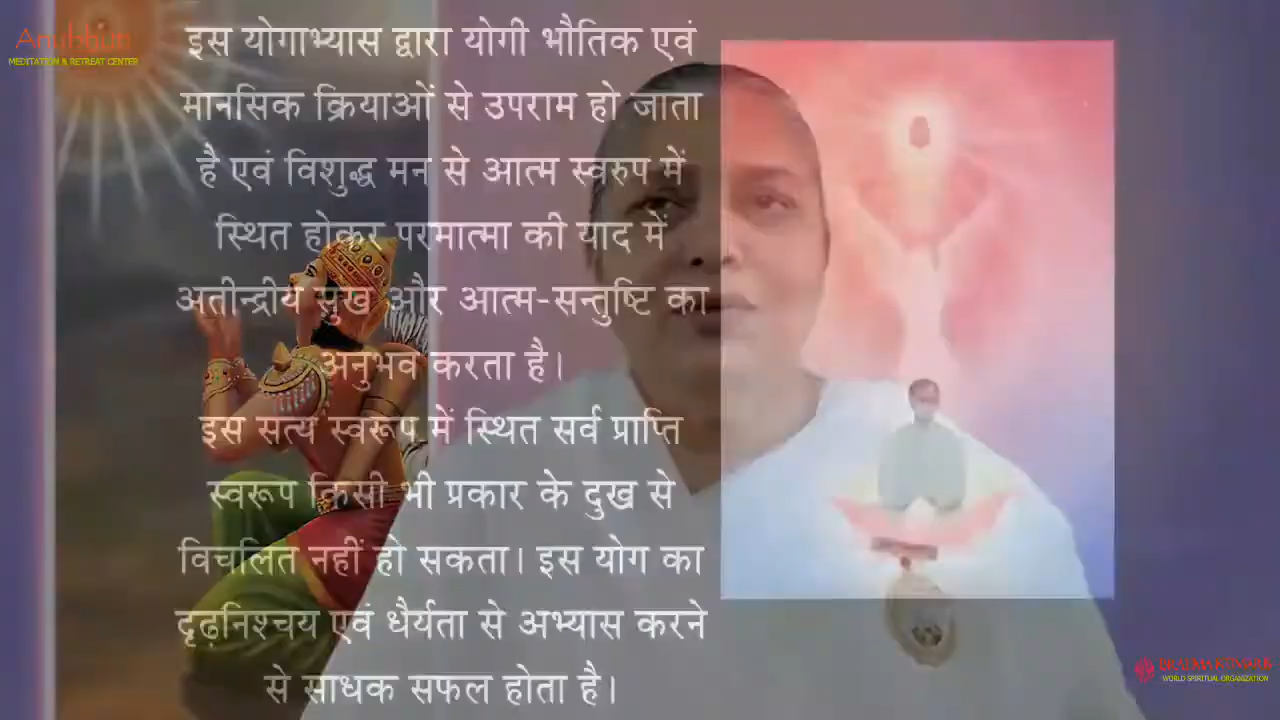 Anubhuti
MEDITATION & RETREAT CENTER
इस योगाभ्यास द्वारा योगी भौतिक एवं
मानसिक क्रियाओं से उपराम हो जाता
है एवं विशुद्ध मन से आत्म स्वरुप में
स्थित होकर परमात्मा की याद में
अतीन्द्रीय सुख और आत्म-सन्तुष्टि का
अनुभव करता है।
इस सत्य स्वरूप में स्थित सर्व प्राप्ति
स्वरूप किसी भी प्रकार के दुख से
विचलित नहीं हो सकता। इस योग का
दृढ़निश्चय एवं धैर्यता से अभ्यास करने
से साधक सफल होता है।
BRAHMA KUMARIS
WORLD SPIRITUAL ORGANIZATION